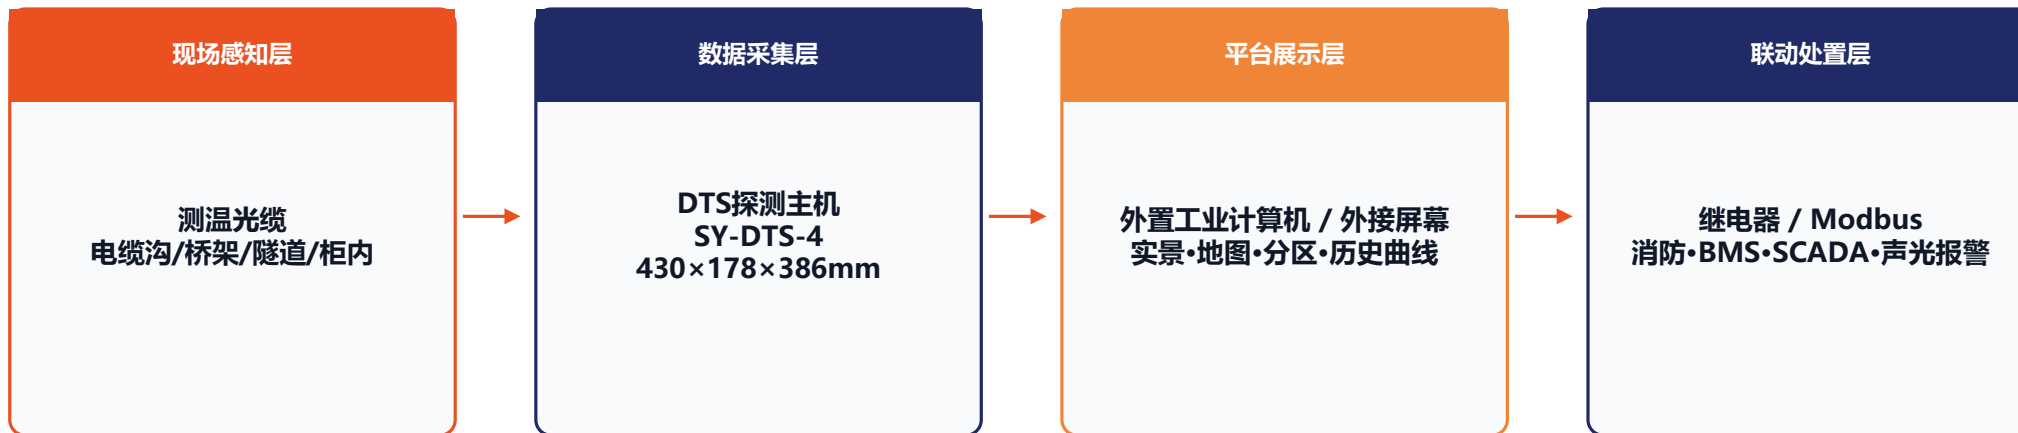 现场感知层
测温光缆
电缆沟/桥架/隧道/柜内
数据采集层
DTS探测主机
SY-DTS-4
430×178×386mm
平台展示层
外置工业计算机 / 外接屏幕
实景•地图•分区•历史曲线
联动处置层
继电器 / Modbus
消防•BMS•SCADA•声光报警